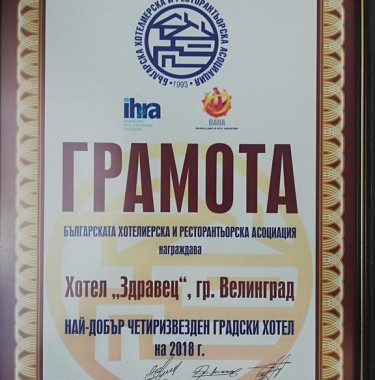 БЪЛГАРСКА ХОТЕЛИЕРСКА И РЕСТОРАНТЬОРСКА АСОЦИАЦИЯ
• 1993 •
ihra
BAHA
ГРАМОТА
БЪЛГАРСКАТА ХОТЕЛИЕРСКА И РЕСТОРАНТЬОРСКА АСОЦИАЦИЯ
награждава
Хотел „Здравец“, гр. Велинград
НАЙ-ДОБЪР ЧЕТИРИЗВЕЗДЕН ГРАДСКИ ХОТЕЛ
на 2018 г.